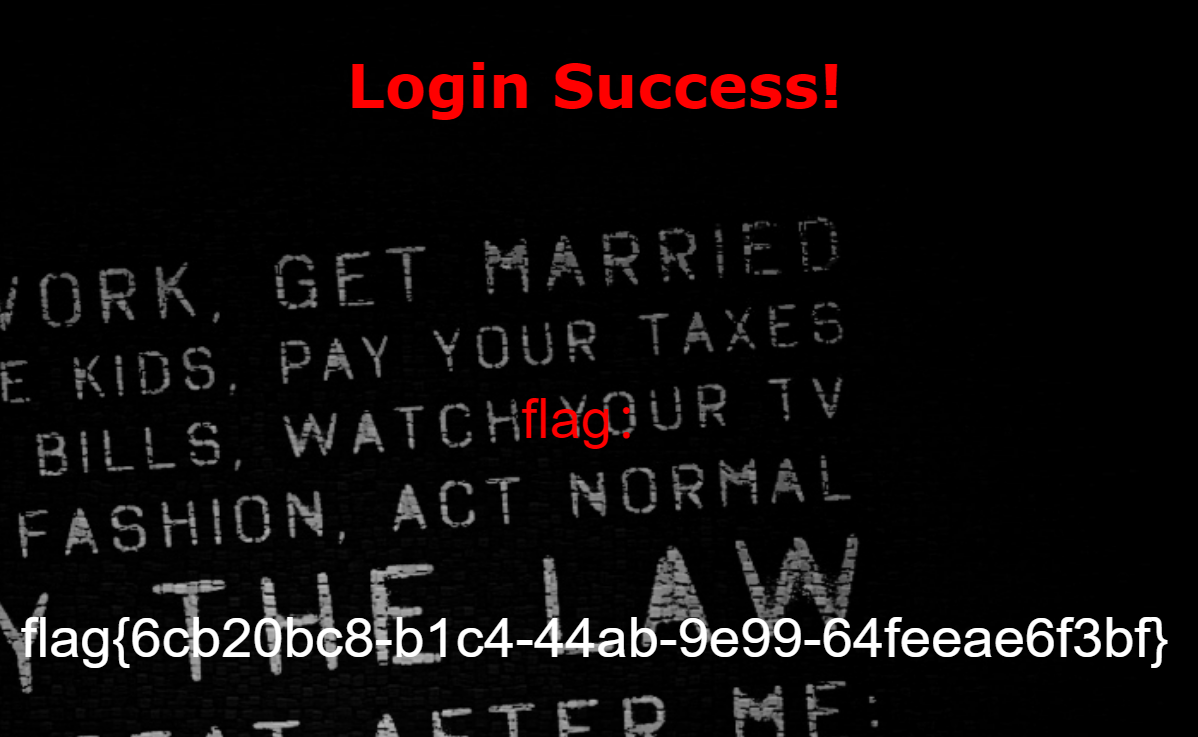 Login Success!
WORK, GET MARRIED
E KIDS, PAY YOUR TAXES
BILLS, WATCH YOUR TV
FASHION, ACT NORMAL
flag:
THE LAW
flag{6cb20bc8-b1c4-44ab-9e99-64feeae6f3bf}
AFTER ME: